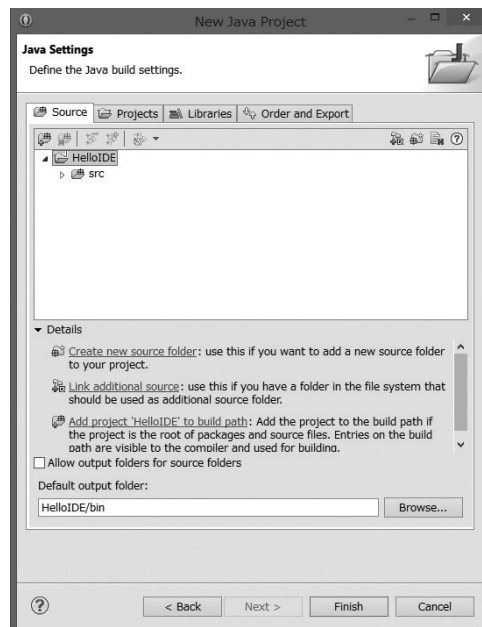 New Java Project
Java Settings
Define the Java build settings.
Source Projects Libraries Order and Export
HelloIDE
src
Details
Create new source folder: use this if you want to add a new source folder
to your project.
Link additional source: use this if you have a folder in the file system that
should be used as additional source folder.
Add project 'HelloIDE' to build path: Add the project to the build path if
the project is the root of packages and source files. Entries on the build
path are visible to the compiler and used for building.
Allow output folders for source folders
Default output folder:
HelloIDE/bin
Browse...
< Back Next > Finish Cancel